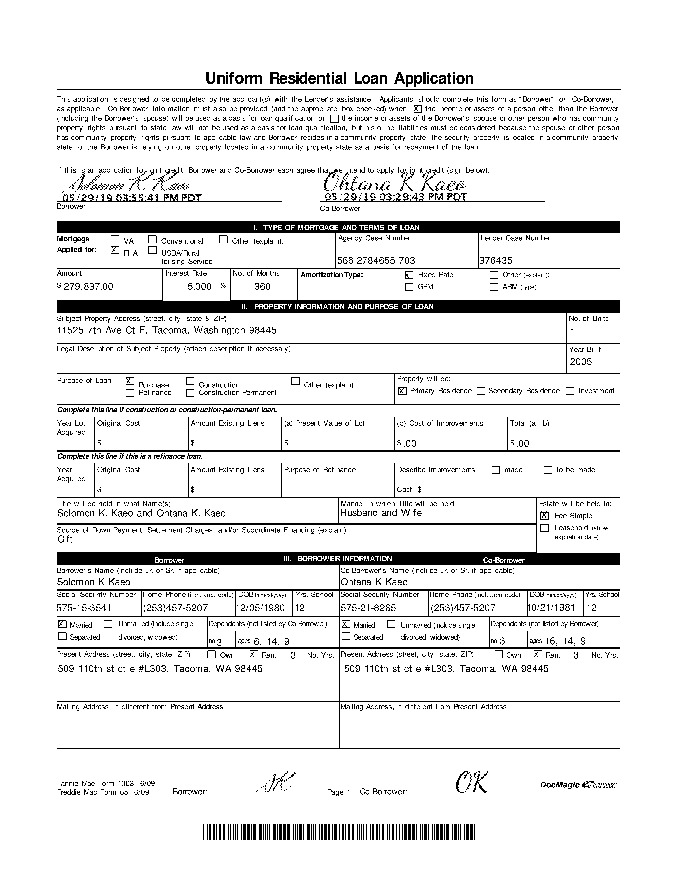 Uniform Residential Loan Application
This application is designed to be completed by the applicant(s) with the Lender's assistance. Applicants should complete this form as "Borrower" or "Co-Borrower,"
as applicable. Co-Borrower information must also be provided (and the appropriate box checked) when X the income or assets of a person other than the Borrower
(including the Borrower's spouse) will be used as a basis for loan qualification or the income or assets of the Borrower's spouse or other person who has community
property rights pursuant to state law will not be used as a basis for loan qualification, but his or her liabilities must be considered because the spouse or other person
has community property rights pursuant to applicable law and Borrower resides in a community property state, the security property is located in a community property
state, or the Borrower is relying on other property located in a community property state as a basis for repayment of the loan.
If this is an application for joint credit, Borrower and Co-Borrower each agree that we intend to apply for joint credit (sign below):
Solomon K Kaeo Ohtana K Kaeo
05/29/19 03:55:41 PM PDT 05/29/19 03:29:43 PM PDT
Borrower Co-Borrower
I. TYPE OF MORTGAGE AND TERMS OF LOAN
Mortgage Applied for: VA Conventional Other (explain):
X FHA USDA/Rural Housing Service
Agency Case Number Lender Case Number
376435
Amount Interest Rate No. of Months Amortization Type: X Fixed Rate Other (explain):
$ 279,837.00 5.000 % 360 GPM ARM (type):
II. PROPERTY INFORMATION AND PURPOSE OF LOAN
Subject Property Address (street, city, state & ZIP) No. of Units
11525 7th Ave Ct E, Tacoma, Washington 98445
Legal Description of Subject Property (attach description if necessary) Year Built
2005
Purpose of Loan X Purchase Construction Other (explain):
Refinance Construction-Permanent
Property will be:
X Primary Residence Secondary Residence Investment
Complete this line if construction or construction-permanent loan.
Year Lot Acquired Original Cost Amount Existing Liens (a) Present Value of Lot (b) Cost of Improvements Total (a + b)
$ $ $ $ .00 $ .00
Complete this line if this is a refinance loan.
Year Acquired Original Cost Amount Existing Liens Purpose of Refinance Describe Improvements made to be made
$ $ Cost: $
Title will be held in what Name(s) Manner in which Title will be held Estate will be held in:
Solomon K. Kaeo and Ohtana K. Kaeo Husband and Wife X Fee Simple
Source of Down Payment, Settlement Charges, and/or Subordinate Financing (explain) Leasehold (show expiration date)
Gift
Borrower III. BORROWER INFORMATION Co-Borrower
Borrower's Name (include Jr. or Sr. if applicable) Co-Borrower's Name (include Jr. or Sr. if applicable)
Solomon K Kaeo Ohtana K Kaeo
Social Security Number Home Phone (incl. area code) DOB (mm/dd/yyyy) Yrs. School Social Security Number Home Phone (incl. area code) DOB (mm/dd/yyyy) Yrs. School
(253)457-5207 12/05/1980 12 (253)457-5207 10/21/1981 12
X Married Unmarried (include single, Dependents (not listed by Co-Borrower) X Married Unmarried (include single, Dependents (not listed by Borrower)
Separated divorced, widowed) no. ages Separated divorced, widowed) no. ages 16, 14, 9
Present Address (street, city, state, ZIP) Own X Rent 3 No. Yrs. Present Address (street, city, state, ZIP) Own X Rent 3 No. Yrs.
509 110th st ct e #L303, Tacoma, WA 98445 509 110th st ct e #L303, Tacoma, WA 98445
Mailing Address, if different from Present Address Mailing Address, if different from Present Address
Fannie Mae Form 1003 6/09
Freddie Mac Form 65 6/09 Borrower: SK Page 1 Co-Borrower: OK DocMagic